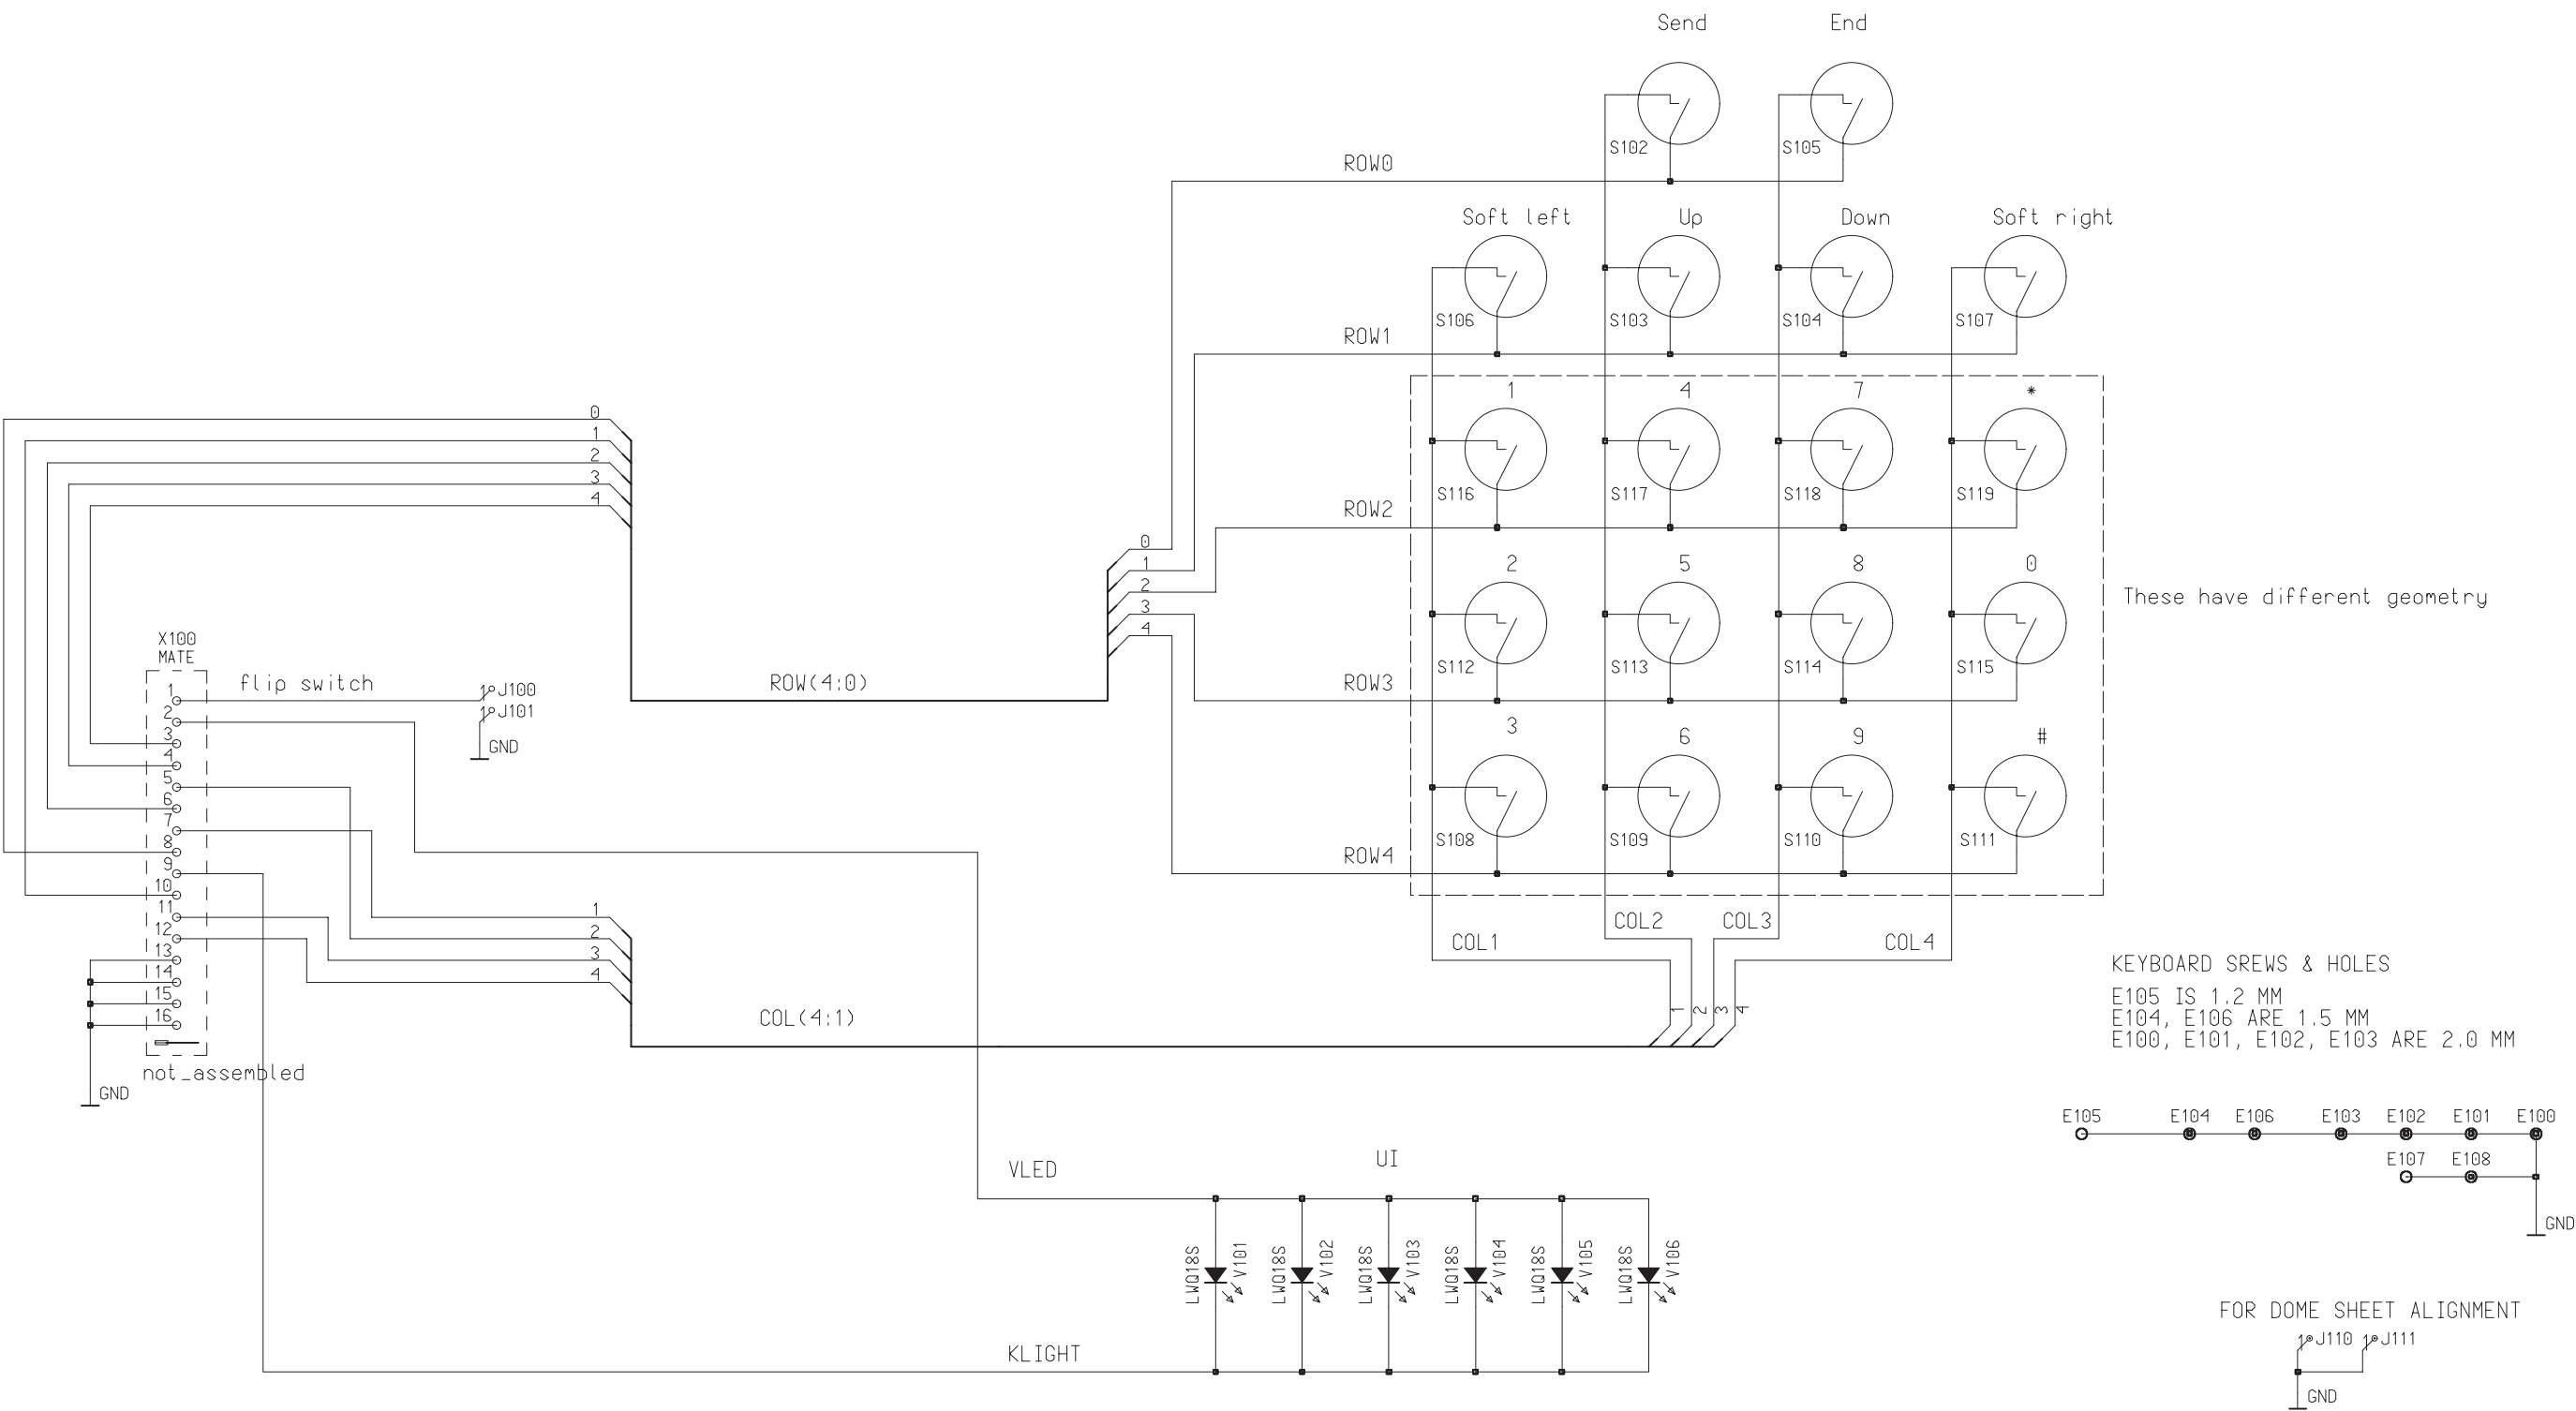 Send End
S102 S105
ROW0
Soft left Up Down Soft right
S106 S103 S104 S107
ROW1
1 4 7 *
S116 S117 S118 S119
ROW2
2 5 8 0
S112 S113 S114 S115
ROW3
3 6 9 #
S108 S109 S110 S111
ROW4
These have different geometry
0
1
2
3
4
0
1
2
3
4
ROW(4:0)
X100
MATE
1
2
3
4
5
6
7
8
9
10
11
12
13
14
15
16
not_assembled
GND
flip switch
1 J100
1 J101
GND
1
2
3
4
COL(4:1)
COL1 COL2 COL3 COL4
1 2 3 4
KEYBOARD SREWS & HOLES
E105 IS 1.2 MM
E104, E106 ARE 1.5 MM
E100, E101, E102, E103 ARE 2.0 MM
E105 E104 E106 E103 E102 E101 E100
E107 E108
GND
VLED UI
LWQ18S V101 LWQ18S V102 LWQ18S V103 LWQ18S V104 LWQ18S V105 LWQ18S V106
KLIGHT
FOR DOME SHEET ALIGNMENT
1 J110 1 J111
GND